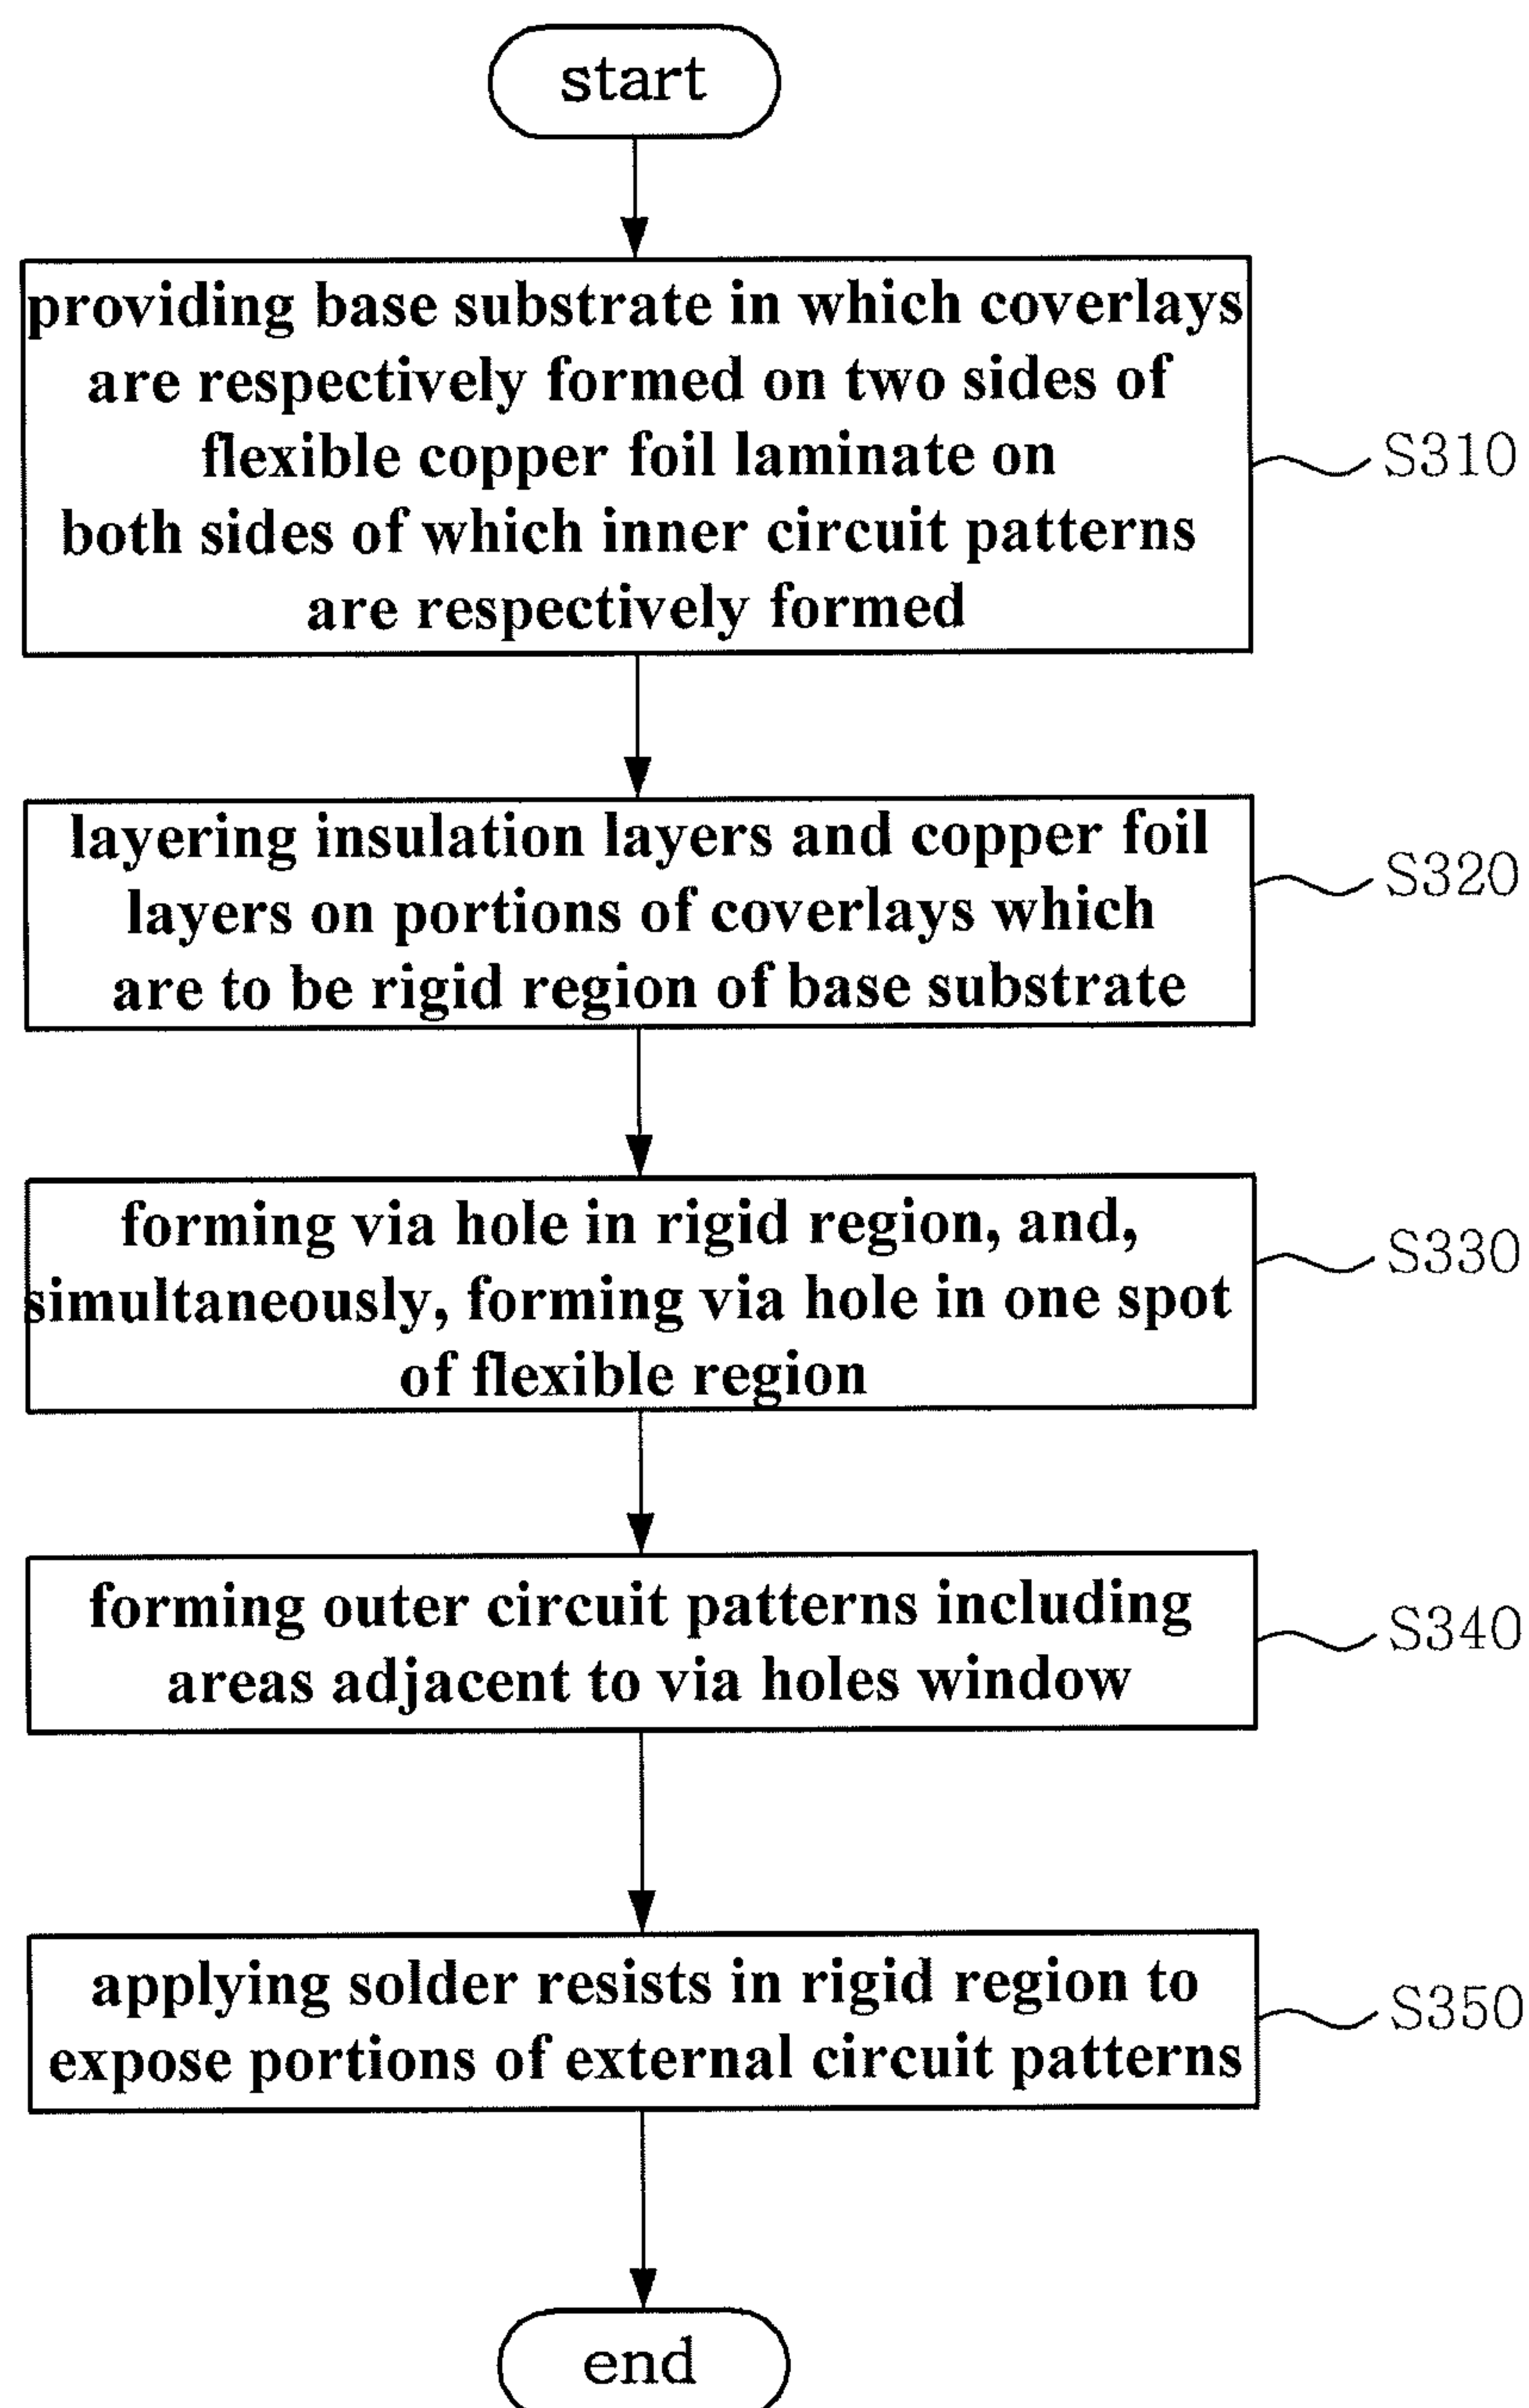 start
providing base substrate in which coverlays
are respectively formed on two sides of
flexible copper foil laminate on
both sides of which inner circuit patterns
are respectively formed
S310
layering insulation layers and copper foil
layers on portions of coverlays which
are to be rigid region of base substrate
S320
forming via hole in rigid region, and,
simultaneously, forming via hole in one spot
of flexible region
S330
forming outer circuit patterns including
areas adjacent to via holes window
S340
applying solder resists in rigid region to
expose portions of external circuit patterns
S350
end